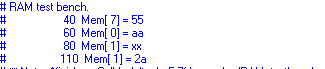 # RAM test bench.
# 40 Mem[ 7] = 55
# 60 Mem[ 0] = aa
# 80 Mem[ 1] = xx
# 110 Mem[ 1] = 2a